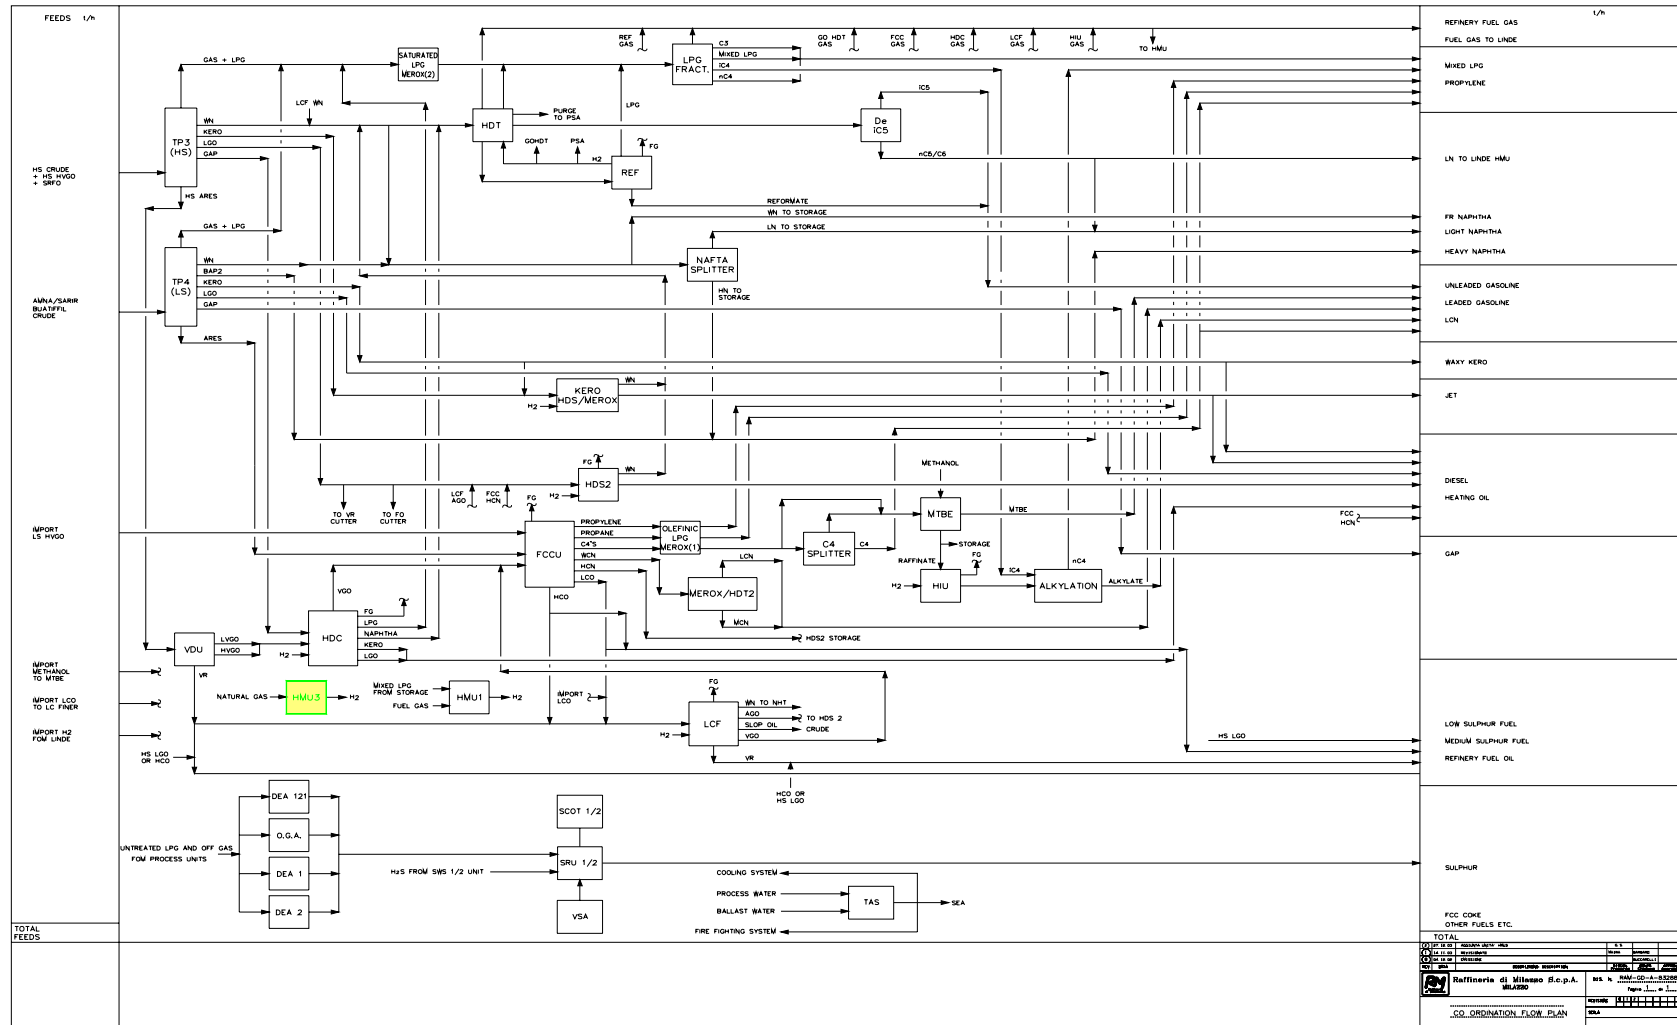 FEEDS t/h
t/h
HS CRUDE
+ HS HVGO
+ SRFO
AMNA/SARIR
BUATIFFIL
CRUDE
IMPORT
LS HVGO
IMPORT
METHANOL
TO MTBE
IMPORT LCO
TO LC FINER
IMPORT H2
FOM LINDE
TOTAL
FEEDS
GAS + LPG
SATURATED
LPG
MEROX(2)
LCF WN
TP3
(HS)
WN
KERO
LGO
GAP
HS ARES
GAS + LPG
TP4
(LS)
WN
BAP2
KERO
LGO
GAP
ARES
HDT
PURGE
TO PSA
GOHDT
PSA
H2
REF
FG
LPG
REF
GAS
LPG
FRACT.
C3
MIXED LPG
iC4
nC4
GO HDT
GAS
FCC
GAS
HDC
GAS
LCF
GAS
HIU
GAS
TO HMU
De
iC5
iC5
nC5/C6
REFORMATE
WN TO STORAGE
LN TO STORAGE
NAFTA
SPLITTER
HN TO
STORAGE
KERO
HDS/MEROX
WN
H2
FG
HDS2
WN
H2
LCF
AGO
FCC
HCN
TO VR
CUTTER
TO FO
CUTTER
FG
FCCU
PROPYLENE
PROPANE
C4'S
WCN
HCN
LCO
HCO
OLEFINIC
LPG
MEROX(1)
LCN
MEROX/HDT2
MCN
HDS2 STORAGE
C4
SPLITTER
C4
METHANOL
MTBE
MTBE
STORAGE
RAFFINATE
FG
H2
HIU
iC4
nC4
ALKYLATION
ALKYLATE
VGO
HDC
FG
LPG
NAPHTHA
KERO
LGO
H2
VDU
LVGO
HVGO
VR
NATURAL GAS
HMU3
H2
MIXED LPG
FROM STORAGE
FUEL GAS
HMU1
H2
IMPORT
LCO
FG
LCF
H2
WN TO NHT
AGO
SLOP OIL
VGO
TO HDS 2
CRUDE
VR
HS LGO
OR HCO
HCO OR
HS LGO
HS LGO
FCC
HCN
UNTREATED LPG AND OFF GAS
FOM PROCESS UNITS
DEA 121
O.G.A.
DEA 1
DEA 2
H2S FROM SWS 1/2 UNIT
SCOT 1/2
SRU 1/2
VSA
COOLING SYSTEM
PROCESS WATER
BALLAST WATER
FIRE FIGHTING SYSTEM
TAS
SEA
REFINERY FUEL GAS
FUEL GAS TO LINDE
MIXED LPG
PROPYLENE
LN TO LINDE HMU
FR NAPHTHA
LIGHT NAPHTHA
HEAVY NAPHTHA
UNLEADED GASOLINE
LEADED GASOLINE
LCN
WAXY KERO
JET
DIESEL
HEATING OIL
GAP
LOW SULPHUR FUEL
MEDIUM SULPHUR FUEL
REFINERY FUEL OIL
SULPHUR
FCC COKE
OTHER FUELS ETC.
TOTAL
Raffineria di Milazzo S.c.p.A.
MILAZZO
CO ORDINATION FLOW PLAN